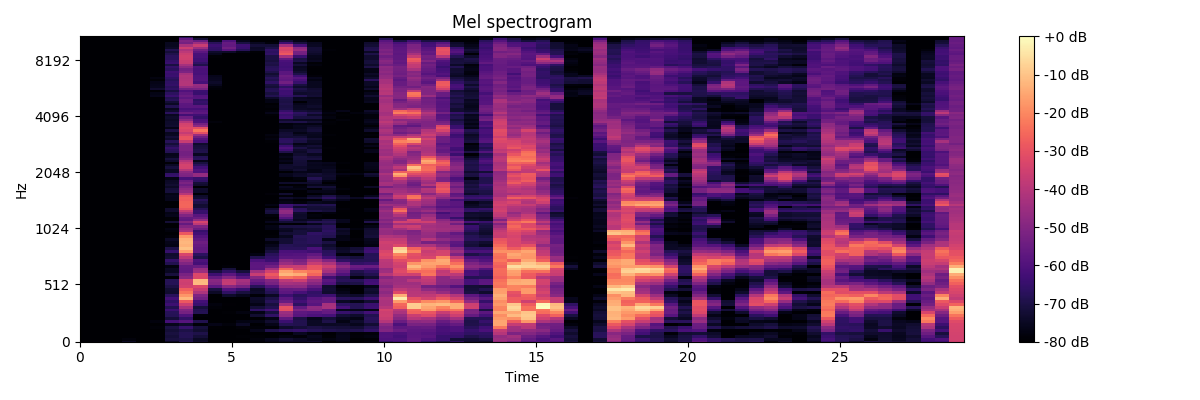 Mel spectrogram
8192
4096
2048
1024
512
0
Hz
0 5 10 15 20 25
Time
+0 dB
-10 dB
-20 dB
-30 dB
-40 dB
-50 dB
-60 dB
-70 dB
-80 dB